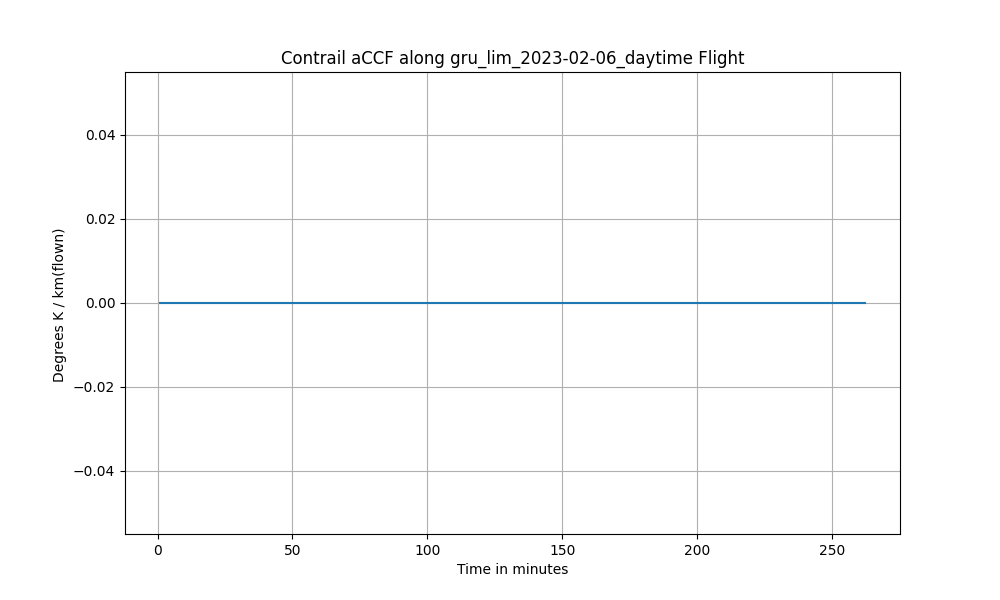 Contrail aCCF along gru_lim_2023-02-06_daytime Flight
Degrees K / km(flown)
0.04
0.02
0.00
−0.02
−0.04
0 50 100 150 200 250
Time in minutes